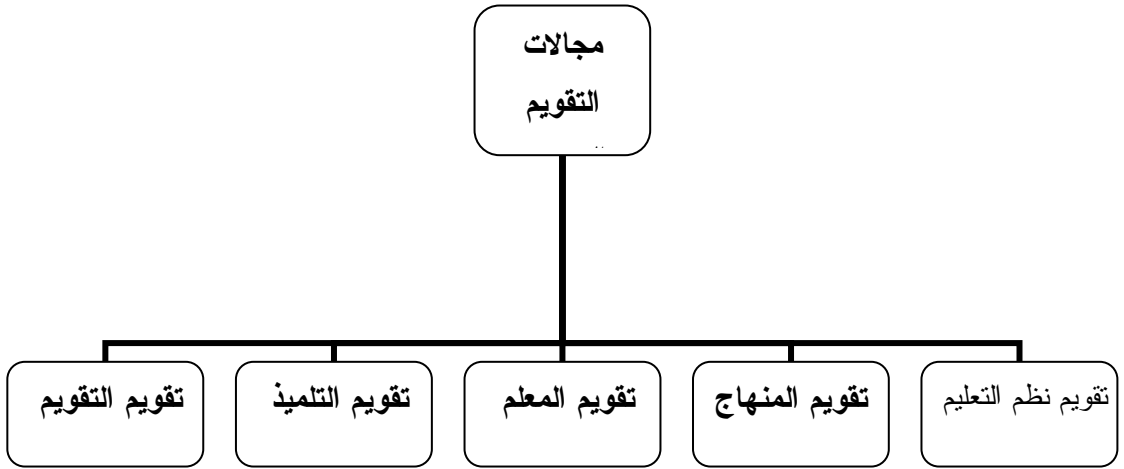 مجالات
التقويم
تقويم نظم التعليم
تقويم المنهاج
تقويم المعلم
تقويم التلميذ
تقويم التقويم